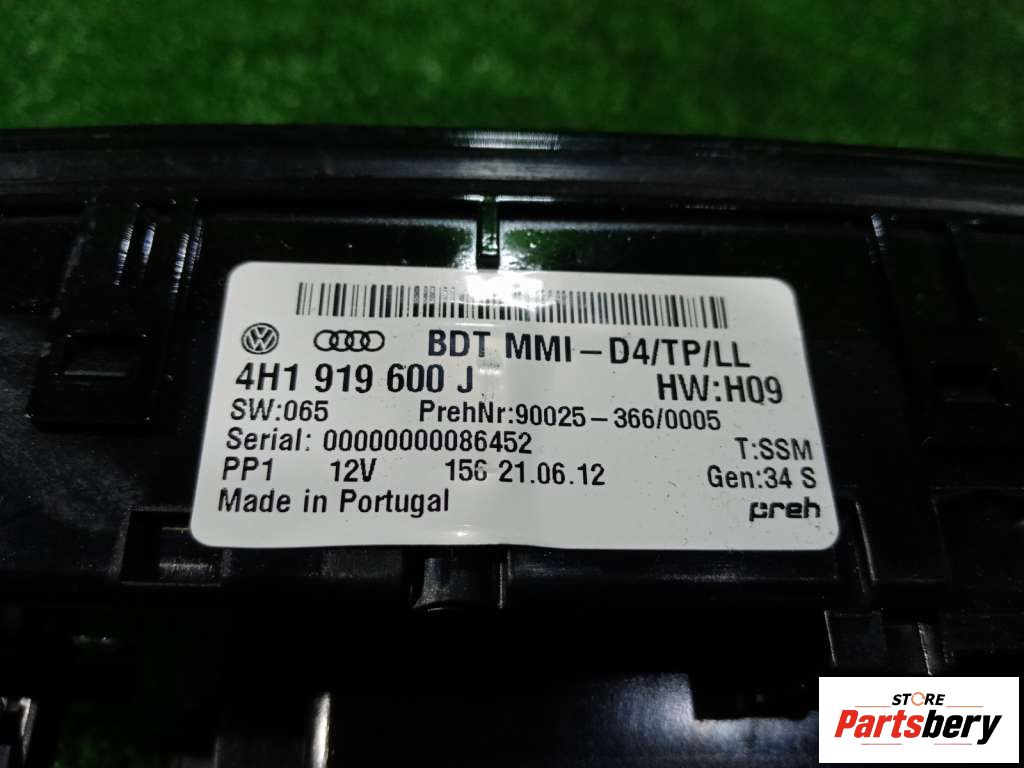 BDT MMI-D4/TP/LL
4H1 919 600 J HW:H09
SW:065 PrehNr:90025-366/0005
Serial: 00000000086452 T:SSM
PP1 12V 156 21.06.12 Gen:34 S
Made in Portugal preh
STORE
Partsbery